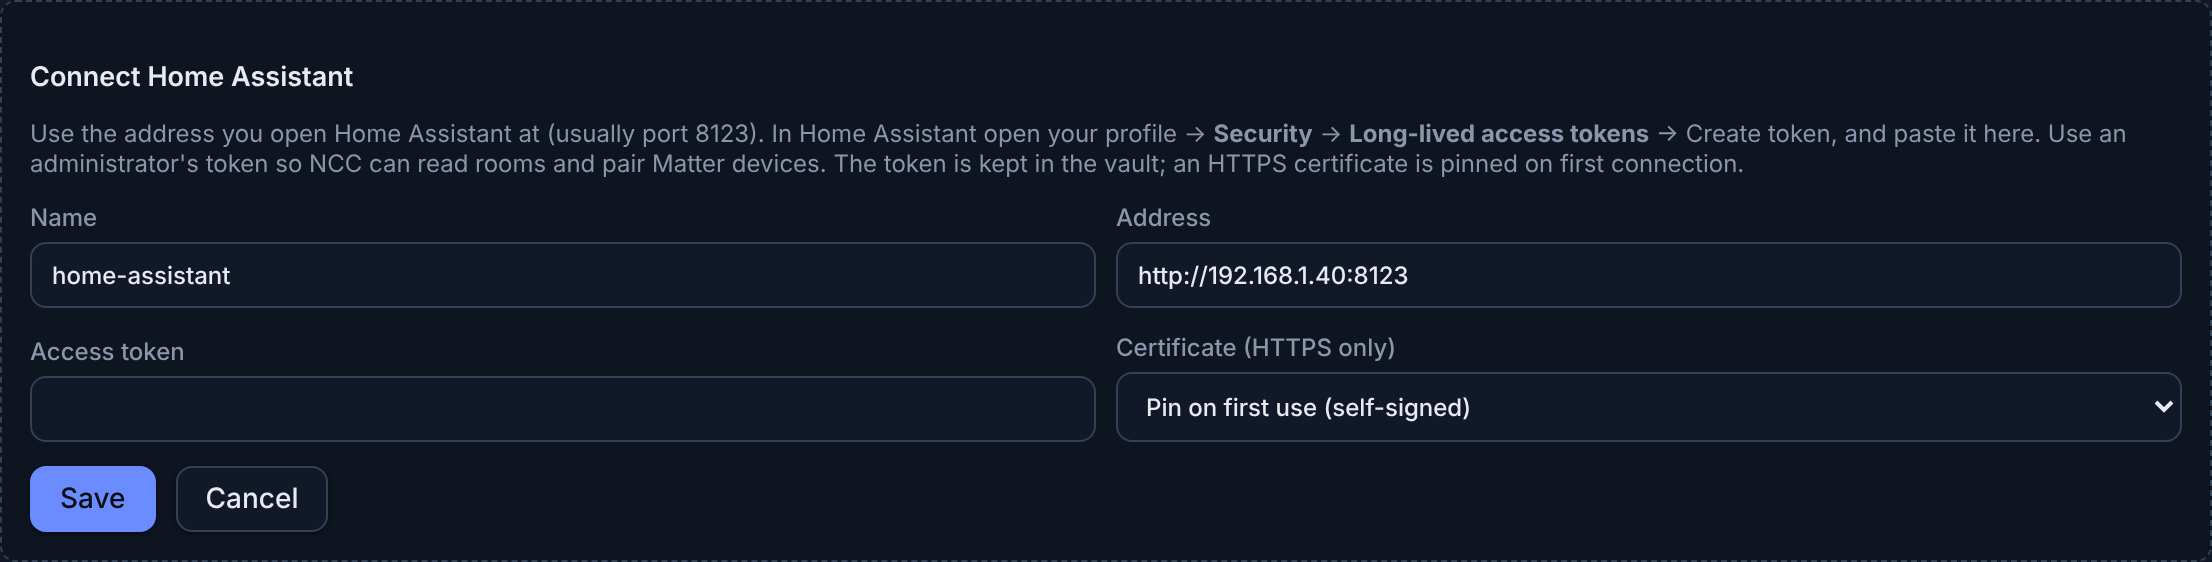 Connect Home Assistant
Use the address you open Home Assistant at (usually port 8123). In Home Assistant open your profile → Security → Long-lived access tokens → Create token, and paste it here. Use an
administrator's token so NCC can read rooms and pair Matter devices. The token is kept in the vault; an HTTPS certificate is pinned on first connection.
Name
home-assistant
Address
http://192.168.1.40:8123
Access token
Certificate (HTTPS only)
Pin on first use (self-signed)
Save
Cancel